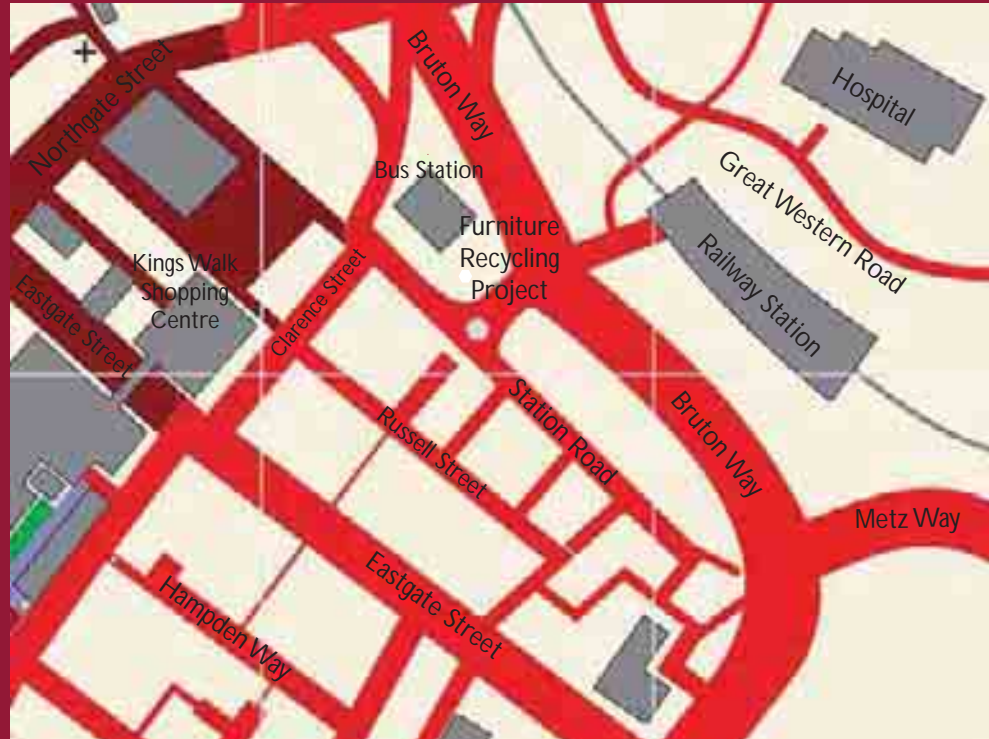 Northgate Street
Bruton Way
Hospital
Bus Station
Great Western Road
Furniture
Recycling
Project
Railway Station
Kings Walk
Shopping
Centre
Eastgate Street
Clarence Street
Station Road
Russell Street
Bruton Way
Metz Way
Eastgate Street
Hampden Way